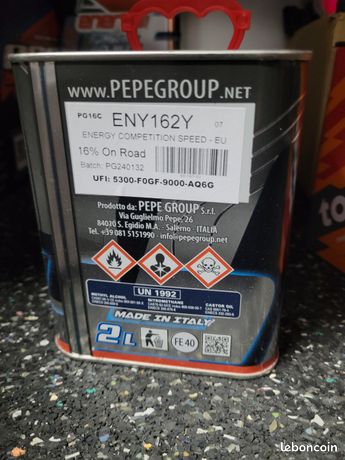 www.PEPEGROUP.NET
PG16C ENY162Y 07
ENERGY COMPETITION SPEED - EU
16% On Road
Batch: PG240132
UFI: 5300-F0GF-9000-AQ6G
Prodotto da: PEPE GROUP S.r.l.
Via Guglielmo Pepe, 26
84070 S. Egidio M.A.
- Salerno - ITALIA
Tel.+39 081 5151990 - info@pepegroup.net
UN 1992
METHYL ALCOHOL
NITROMETHANE
CASTOR OIL
MADE IN ITALY
2L
FE 40
leboncoin